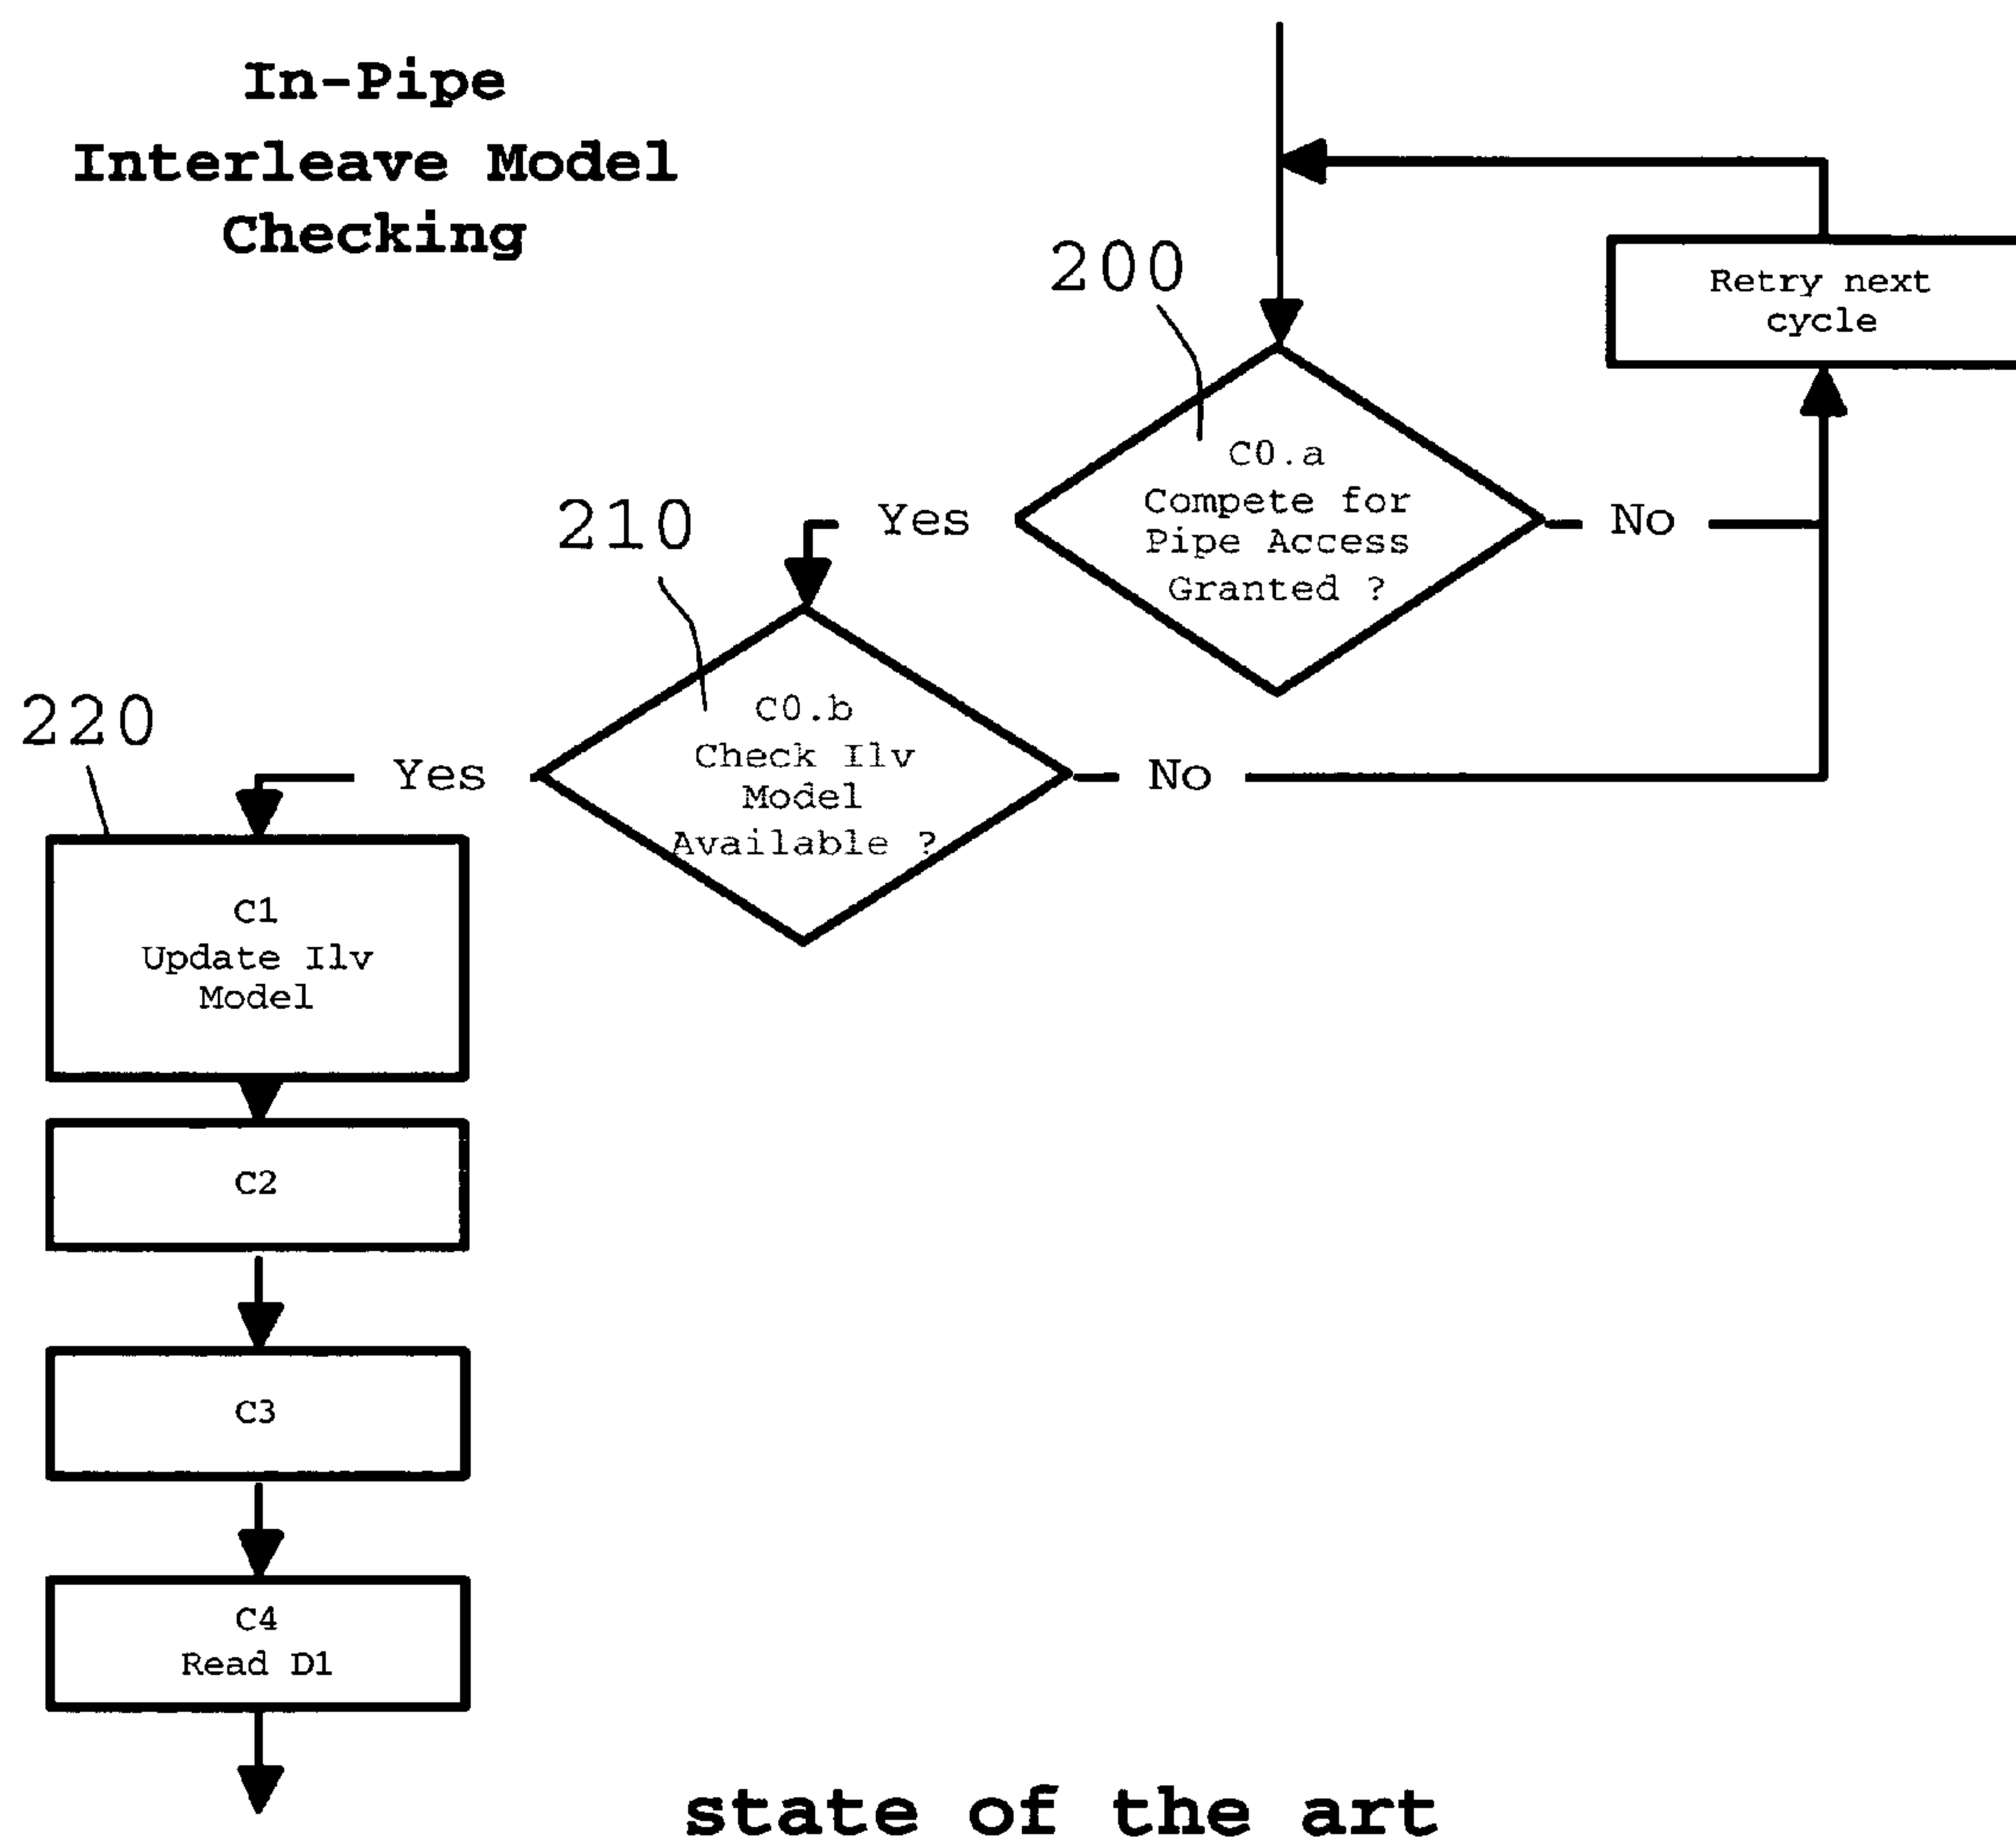 In-Pipe
Interleave Model
Checking
Retry next
cycle
200
C0.a
Compete for
Pipe Access
Granted ?
Yes
No
210
C0.b
Check Ilv
Model
Available ?
Yes
No
220
C1
Update Ilv
Model
C2
C3
C4
Read D1
state of the art